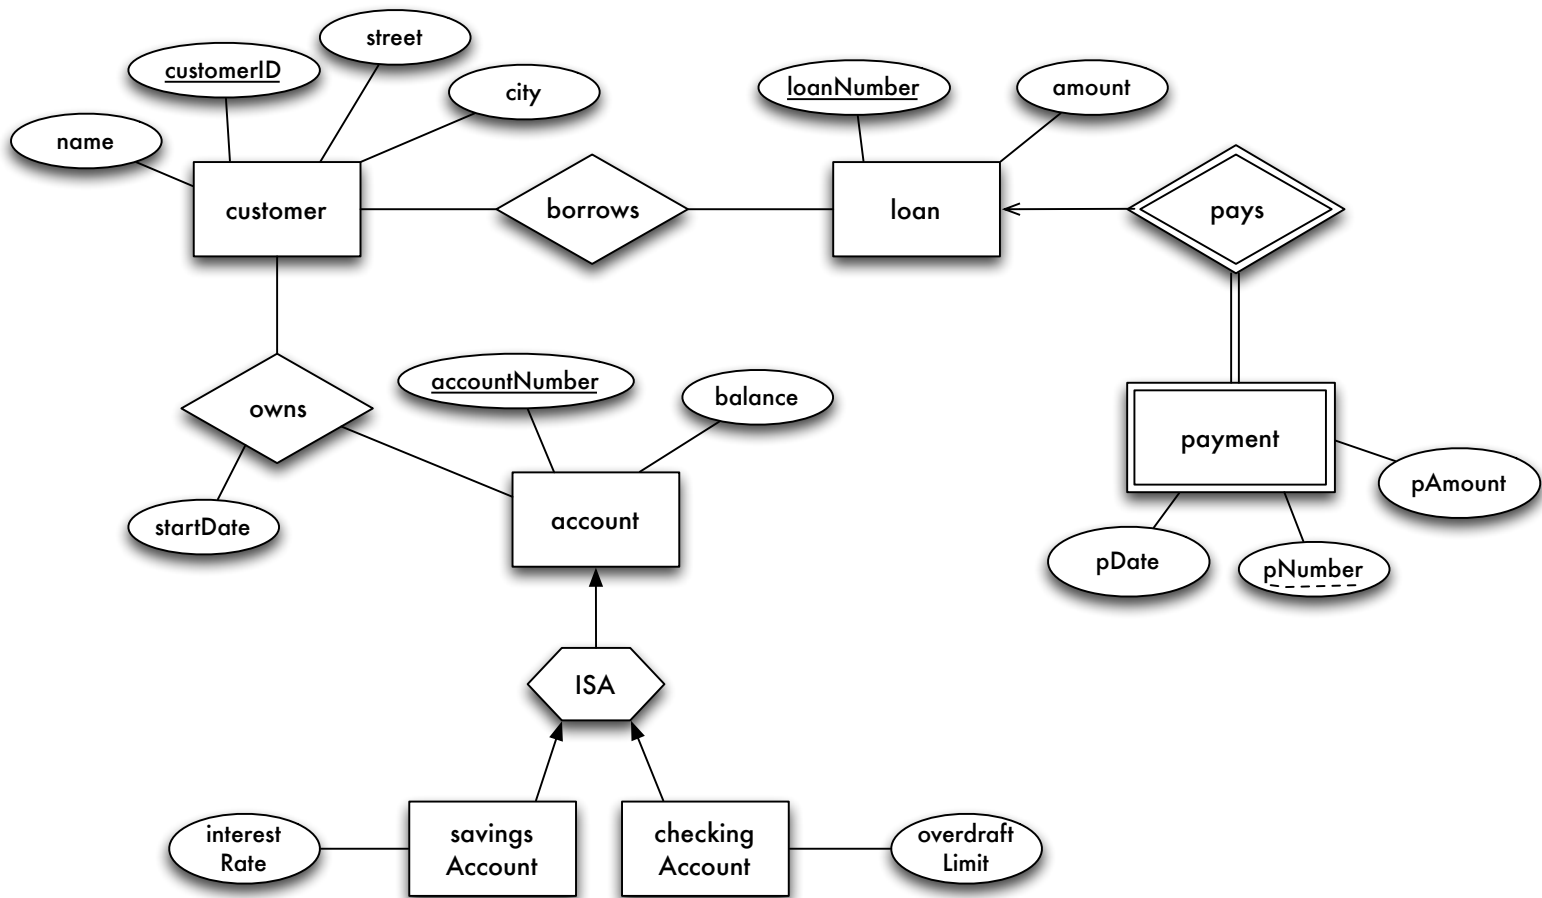 street
customerID
city
name
loanNumber
amount
customer
borrows
loan
pays
accountNumber
balance
owns
payment
pAmount
startDate
account
pDate
pNumber
ISA
interest
Rate
savings
Account
checking
Account
overdraft
Limit